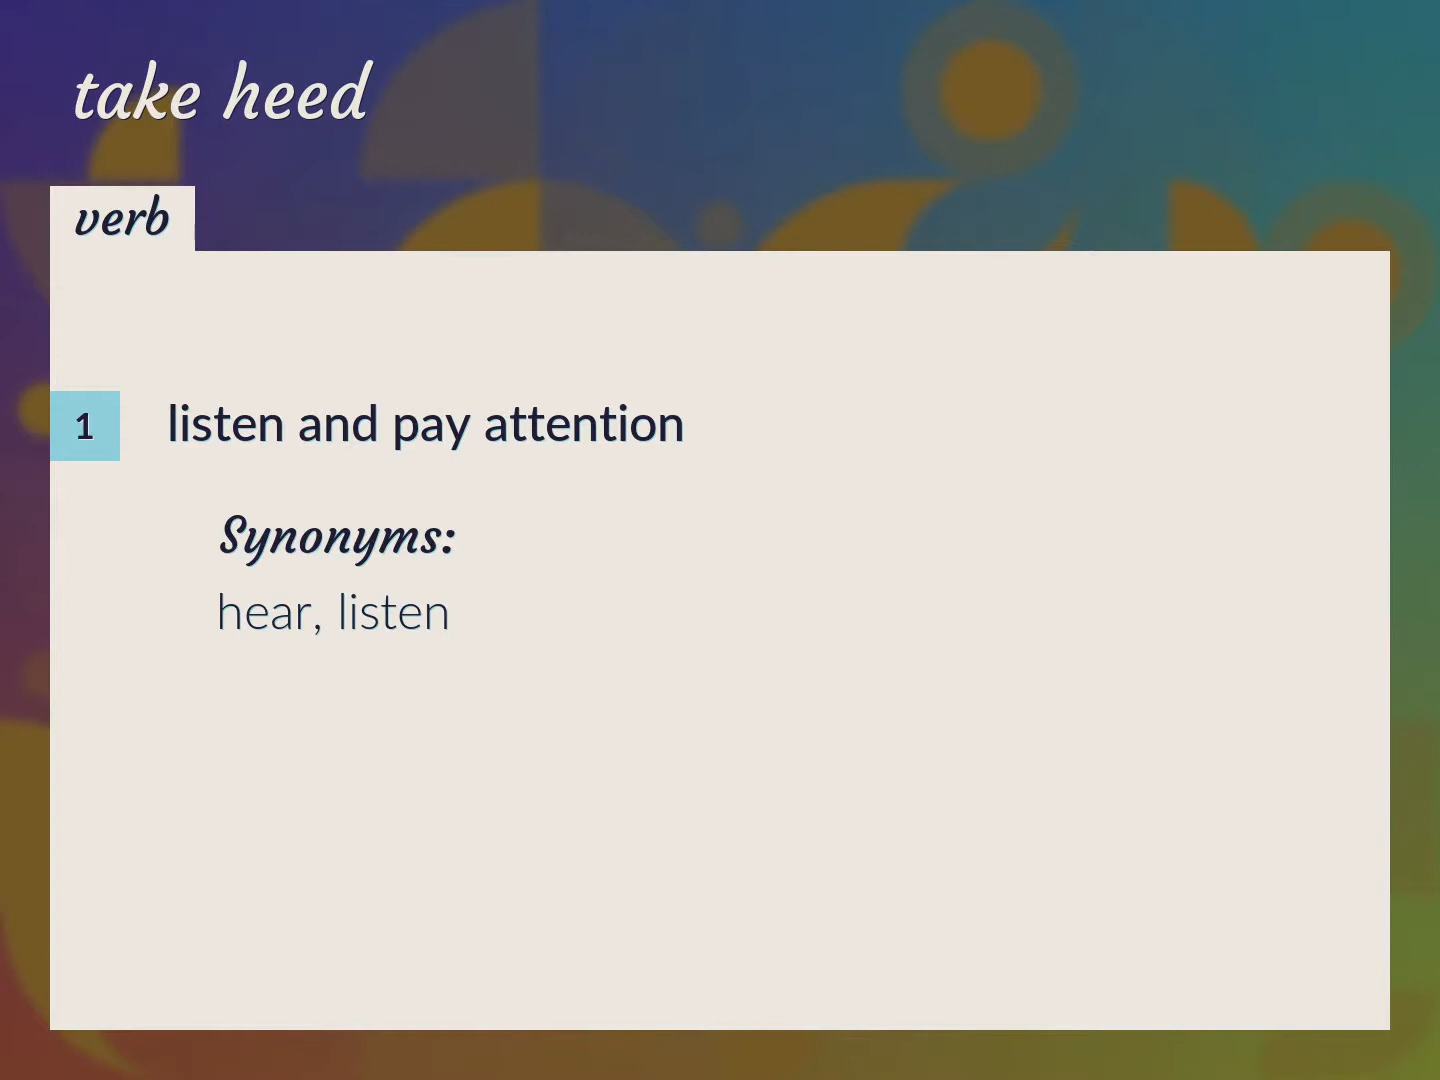 take heed
verb
1 listen and pay attention
Synonyms:
hear, listen